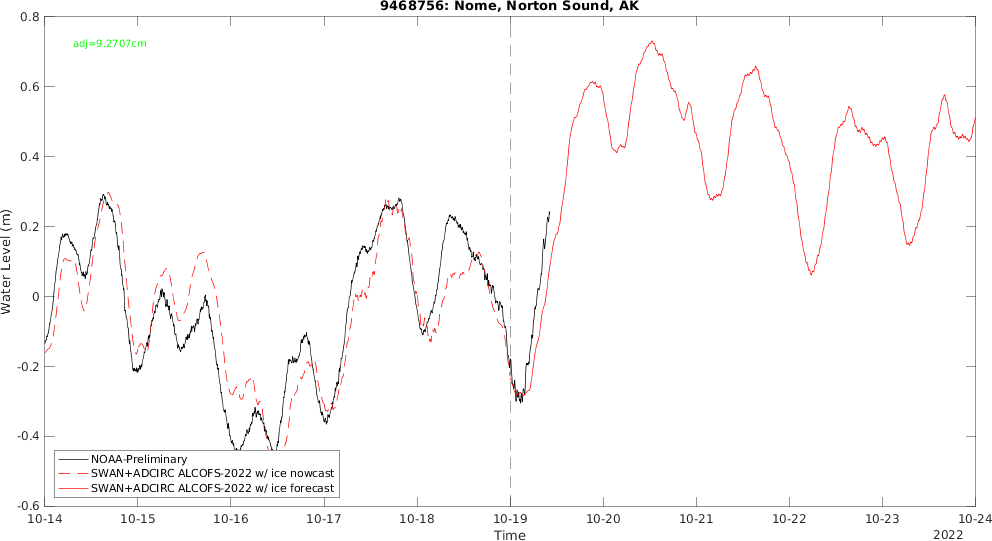 9468756: Nome, Norton Sound, AK
adj=9.2707cm
0.8
0.6
0.4
0.2
0
-0.2
-0.4
-0.6
Water Level (m)
NOAA-Preliminary
SWAN+ADCIRC ALCOFS-2022 w/ ice nowcast
SWAN+ADCIRC ALCOFS-2022 w/ ice forecast
10-14 10-15 10-16 10-17 10-18 10-19 10-20 10-21 10-22 10-23 10-24
Time
2022